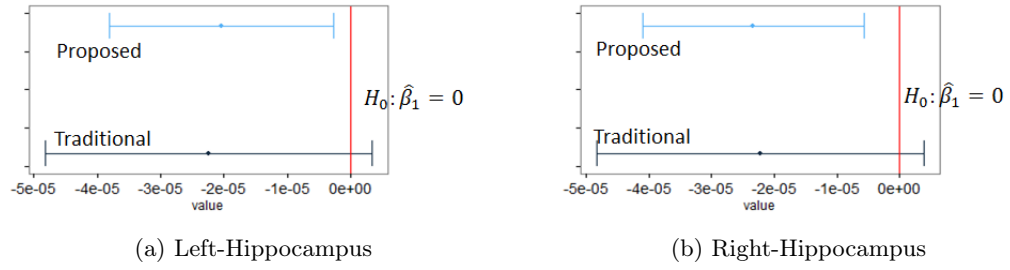 Proposed
Traditional
H₀: β̂₁ = 0
-5e-05 -4e-05 -3e-05 -2e-05 -1e-05 0e+00
value
(a) Left-Hippocampus
Proposed
Traditional
H₀: β̂₁ = 0
-5e-05 -4e-05 -3e-05 -2e-05 -1e-05 0e+00
value
(b) Right-Hippocampus